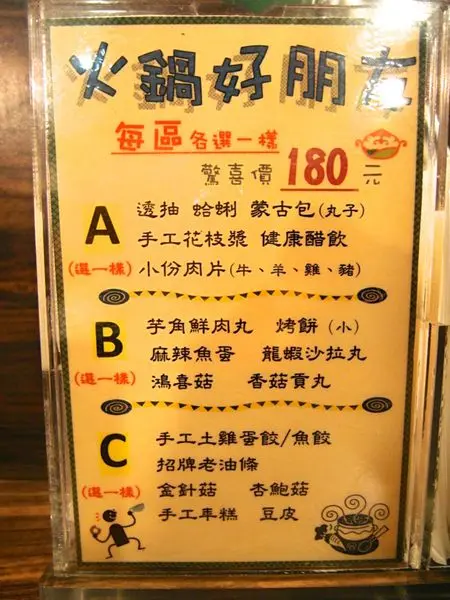 火鍋好朋友
每區各選一樣
驚喜價 180 元
A
透抽 蛤蜊 蒙古包(丸子)
手工花枝漿 健康醋飲
(選一樣) 小份肉片(牛、羊、雞、豬)
B
芋角鮮肉丸 烤餅(小)
麻辣魚蛋 龍蝦沙拉丸
(選一樣) 鴻喜菇 香菇貢丸
C
手工土雞蛋餃/魚餃
招牌老油條
(選一樣) 金針菇 杏鮑菇
手工年糕 豆皮